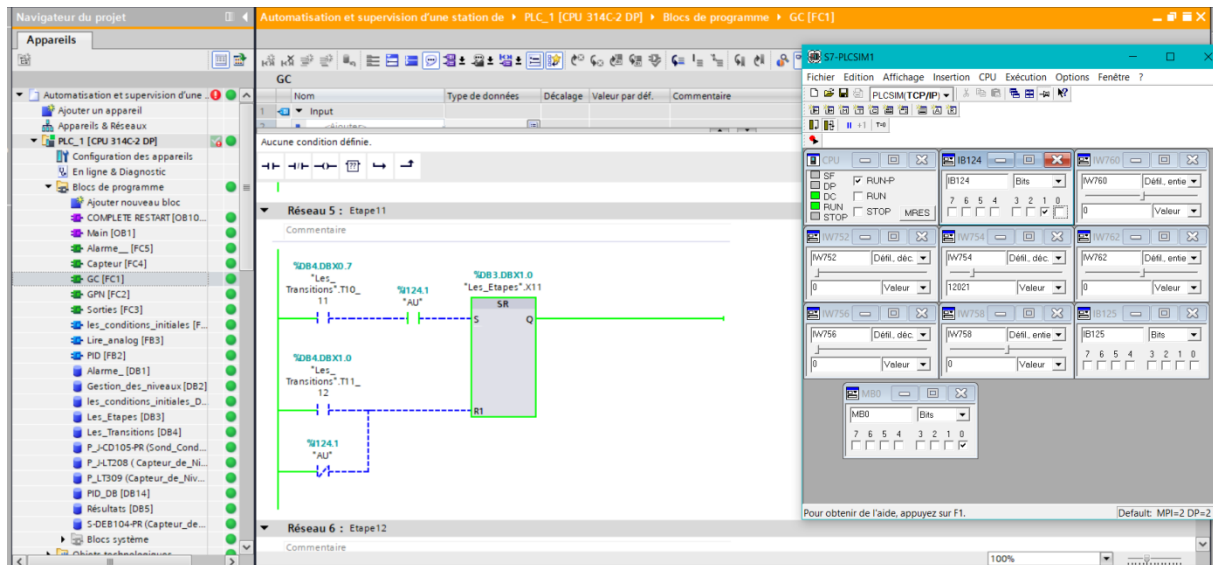 Navigateur du projet
Automatisation et supervision d'une station de PLC_1 [CPU 314C-2 DP] Blocs de programme GC [FC1]
Appareils
Automatisation et supervision d'une ..
Ajouter un appareil
Appareils & Réseaux
PLC_1 [CPU 314C-2 DP]
Configuration des appareils
En ligne & Diagnostic
Blocs de programme
Ajouter nouveau bloc
COMPLETE RESTART [OB10...
Main [OB1]
Alarme__ [FC5]
Capteur [FC4]
GC [FC1]
GPN [FC2]
Sorties [FC3]
les_conditions_initiales [F...
Lire_analog [FB3]
PID [FB2]
Alarme_ [DB1]
Gestion_des_niveaux [DB2]
les_conditions_initiales_D...
Les_Etapes [DB3]
Les_Transitions [DB4]
P_J-CD105-PR (Sond_Cond...
P_J-LT208 ( Capteur_de_Ni...
P_LT309 (Capteur_de_Niv...
PID_DB [DB14]
Résultats [DB5]
S-DEB104-PR (Capteur_de...
Blocs système
Objets technologiques
GC
Nom Type de données Décalage Valeur par déf. Commentaire
1 Input
2 <ajouter>
Aucune condition définie.
??
Réseau 5 : Etape11
Commentaire
%DB4.DBX0.7
"Les_
Transitions".T10_
11
%I124.1
"AU"
%DB3.DBX1.0
"Les_Etapes".X11
SR
S Q
%DB4.DBX1.0
"Les_
Transitions".T11_
12
R1
%I124.1
"AU"
Réseau 6 : Etape12
Commentaire
100%
S7-PLCSIM1
Fichier Edition Affichage Insertion CPU Exécution Options Fenêtre ?
PLCSIM(TCP/IP)
+1 T=0
CPU
SF
DP
DC
RUN
STOP
RUN-P
RUN
STOP MRES
IB124
IB124 Bits
7 6 5 4 3 2 1 0
IW760
IW760 Défil., entie
0 Valeur
IW752
IW752 Défil., déc.
0 Valeur
IW754
IW754 Défil., déc.
12021 Valeur
IW762
IW762 Défil., entie
0 Valeur
IW756
IW756 Défil., déc.
0 Valeur
IW758
IW758 Défil., entie
0 Valeur
IB125
IB125 Bits
7 6 5 4 3 2 1 0
MB0
MB0 Bits
7 6 5 4 3 2 1 0
Pour obtenir de l'aide, appuyez sur F1.
Default: MPI=2 DP=2